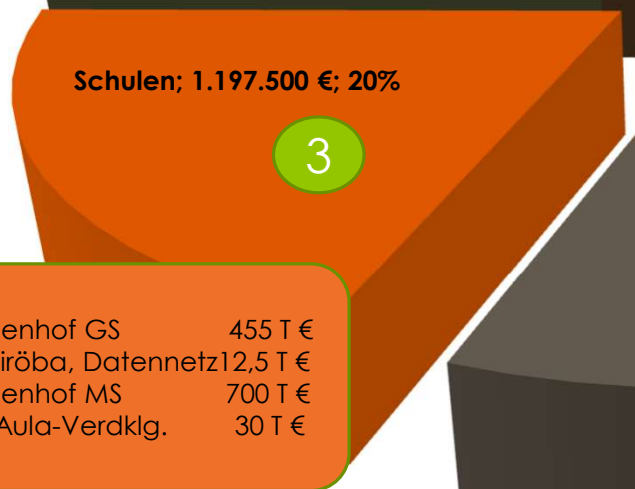 Schulen; 1.197.500 €; 20%
3
enhof GS 455 T €
iröba, Datennetz12,5 T €
enhof MS 700 T €
Aula-Verdklg. 30 T €